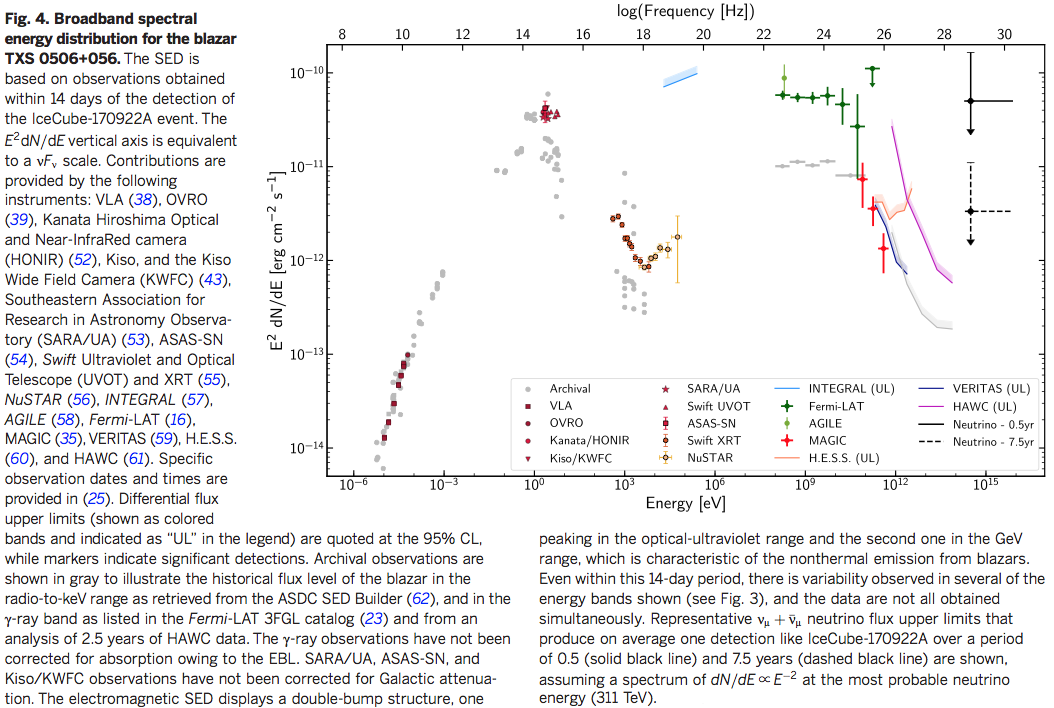 Fig. 4. Broadband spectral
energy distribution for the blazar
TXS 0506+056. The SED is
based on observations obtained
within 14 days of the detection of
the IceCube-170922A event. The
E²dN/dE vertical axis is equivalent
to a νFν scale. Contributions are
provided by the following
instruments: VLA (38), OVRO
(39), Kanata Hiroshima Optical
and Near-InfraRed camera
(HONIR) (52), Kiso, and the Kiso
Wide Field Camera (KWFC) (43),
Southeastern Association for
Research in Astronomy Observa-
tory (SARA/UA) (53), ASAS-SN
(54), Swift Ultraviolet and Optical
Telescope (UVOT) and XRT (55),
NuSTAR (56), INTEGRAL (57),
AGILE (58), Fermi-LAT (16),
MAGIC (35), VERITAS (59), H.E.S.S.
(60), and HAWC (61). Specific
observation dates and times are
provided in (25). Differential flux
upper limits (shown as colored
bands and indicated as “UL” in the legend) are quoted at the 95% CL,
while markers indicate significant detections. Archival observations are
shown in gray to illustrate the historical flux level of the blazar in the
radio-to-keV range as retrieved from the ASDC SED Builder (62), and in the
γ-ray band as listed in the Fermi-LAT 3FGL catalog (23) and from an
analysis of 2.5 years of HAWC data. The γ-ray observations have not been
corrected for absorption owing to the EBL. SARA/UA, ASAS-SN, and
Kiso/KWFC observations have not been corrected for Galactic attenua-
tion. The electromagnetic SED displays a double-bump structure, one
log(Frequency [Hz])
8 10 12 14 16 18 20 22 24 26 28 30
E² dN/dE [erg cm⁻² s⁻¹]
10⁻¹⁰
10⁻¹¹
10⁻¹²
10⁻¹³
10⁻¹⁴
Archival
VLA
OVRO
Kanata/HONIR
Kiso/KWFC
SARA/UA
Swift UVOT
ASAS-SN
Swift XRT
NuSTAR
INTEGRAL (UL)
Fermi-LAT
AGILE
MAGIC
H.E.S.S. (UL)
VERITAS (UL)
HAWC (UL)
Neutrino - 0.5yr
Neutrino - 7.5yr
10⁻⁶ 10⁻³ 10⁰ 10³ 10⁶ 10⁹ 10¹² 10¹⁵
Energy [eV]
peaking in the optical-ultraviolet range and the second one in the GeV
range, which is characteristic of the nonthermal emission from blazars.
Even within this 14-day period, there is variability observed in several of the
energy bands shown (see Fig. 3), and the data are not all obtained
simultaneously. Representative νμ + ν̄μ neutrino flux upper limits that
produce on average one detection like IceCube-170922A over a period
of 0.5 (solid black line) and 7.5 years (dashed black line) are shown,
assuming a spectrum of dN/dE ∝ E⁻² at the most probable neutrino
energy (311 TeV).